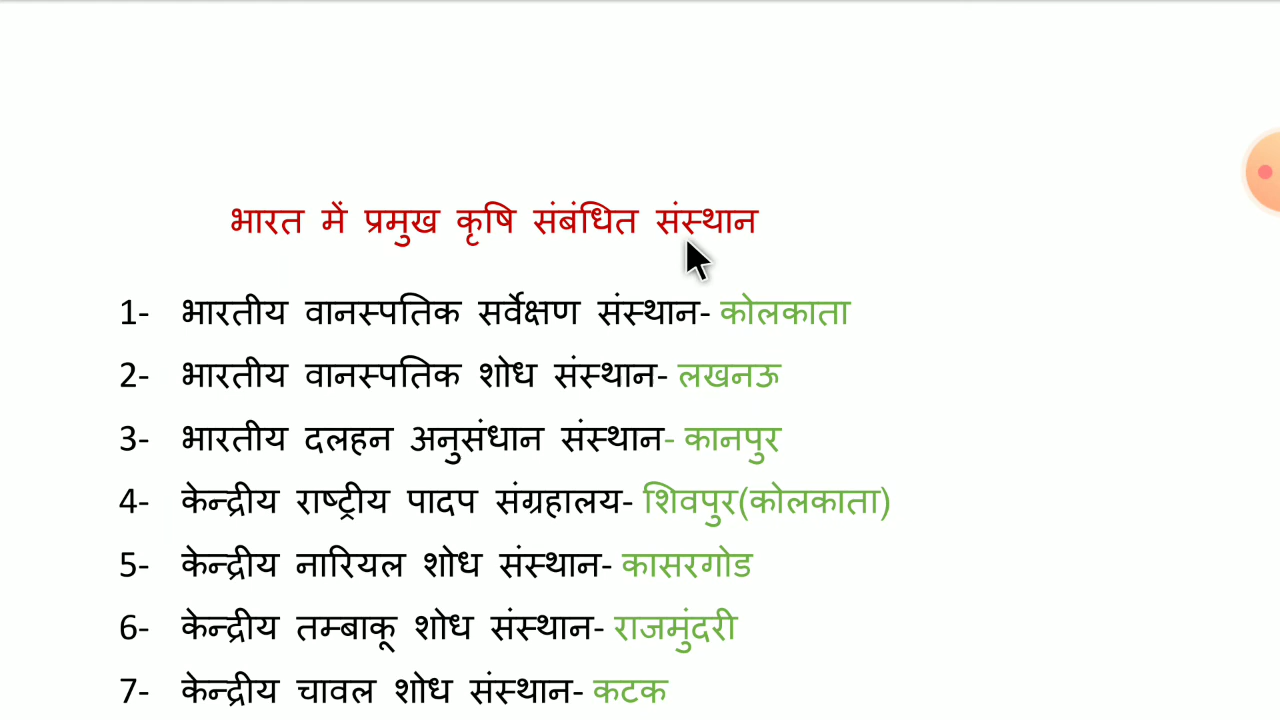 भारत में प्रमुख कृषि संबंधित संस्थान
1- भारतीय वानस्पतिक सर्वेक्षण संस्थान- कोलकाता
2- भारतीय वानस्पतिक शोध संस्थान- लखनऊ
3- भारतीय दलहन अनुसंधान संस्थान- कानपुर
4- केन्द्रीय राष्ट्रीय पादप संग्रहालय- शिवपुर(कोलकाता)
5- केन्द्रीय नारियल शोध संस्थान- कासरगोड
6- केन्द्रीय तम्बाकू शोध संस्थान- राजमुंदरी
7- केन्द्रीय चावल शोध संस्थान- कटक